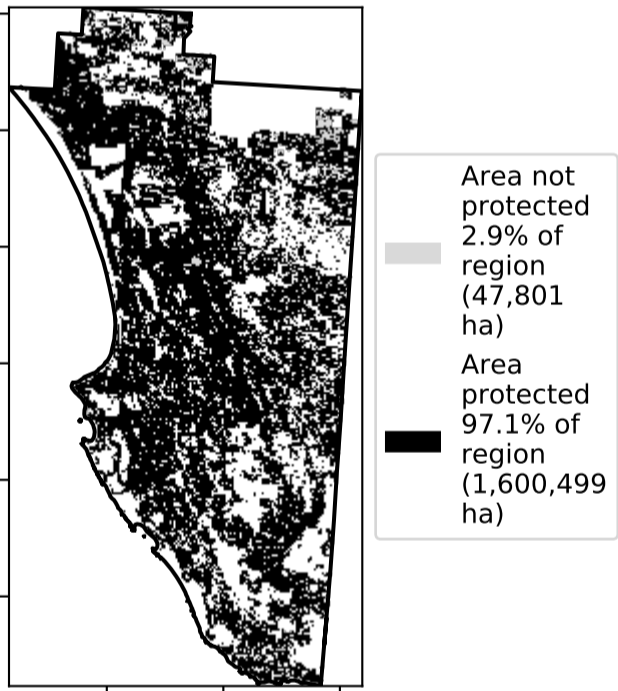 Area not
protected
2.9% of
region
(47,801
ha)
Area
protected
97.1% of
region
(1,600,499
ha)